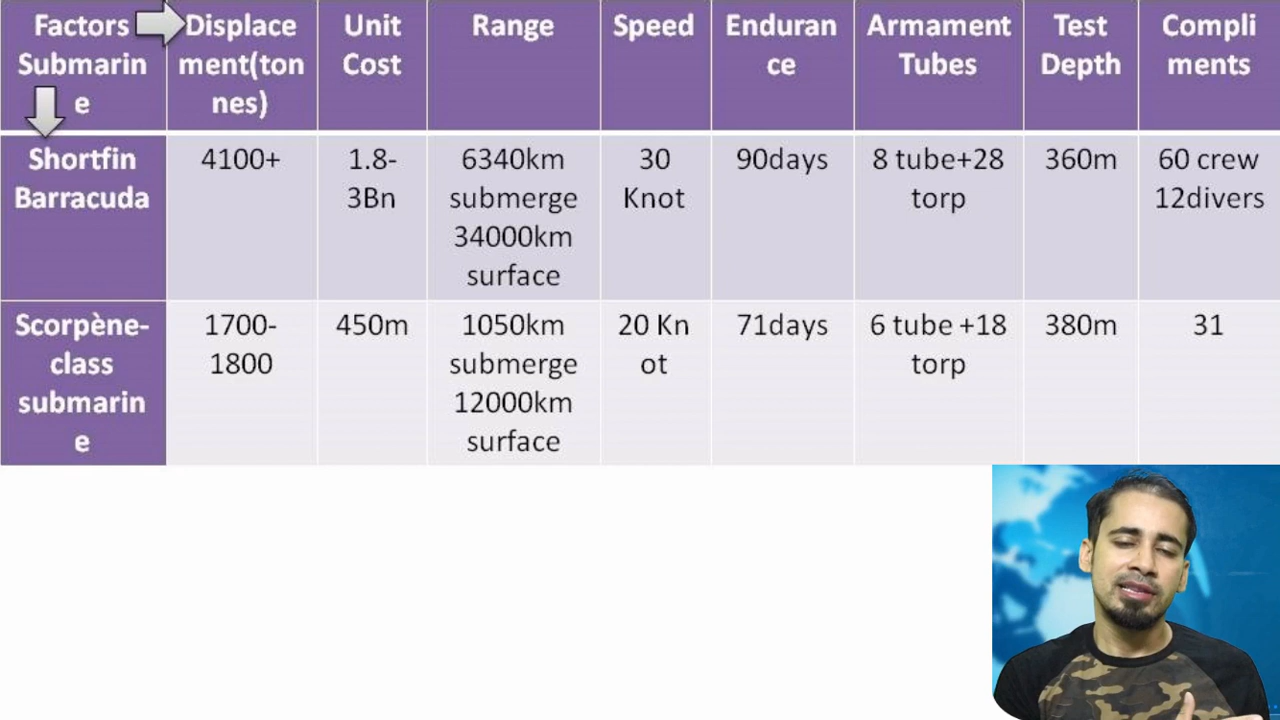 Factors
Submarin
e
Displace
ment(ton
nes)
Unit
Cost
Range
Speed
Enduran
ce
Armament
Tubes
Test
Depth
Compli
ments
Shortfin
Barracuda
4100+
1.8-
3Bn
6340km
submerge
34000km
surface
30
Knot
90days
8 tube+28
torp
360m
60 crew
12divers
Scorpène-
class
submarin
e
1700-
1800
450m
1050km
submerge
12000km
surface
20 Kn
ot
71days
6 tube +18
torp
380m
31